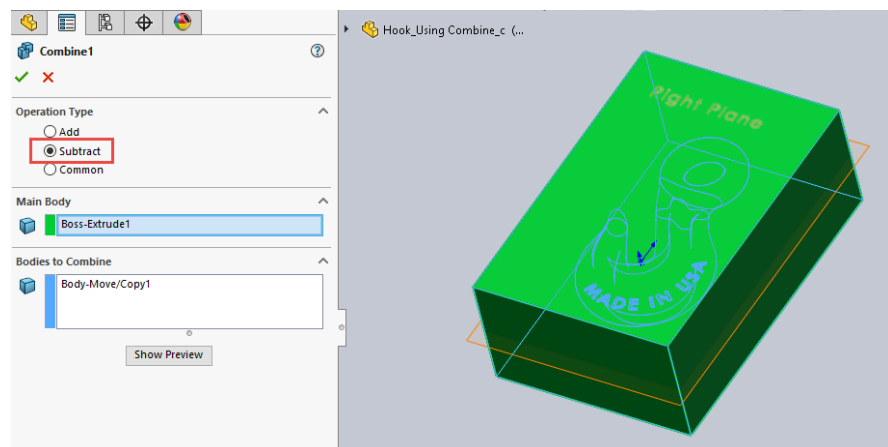 Combine1
Hook_Using Combine_c (...
Operation Type
Add
Subtract
Common
Main Body
Boss-Extrude1
Bodies to Combine
Body-Move/Copy1
Show Preview
Right Plane
MADE IN USA